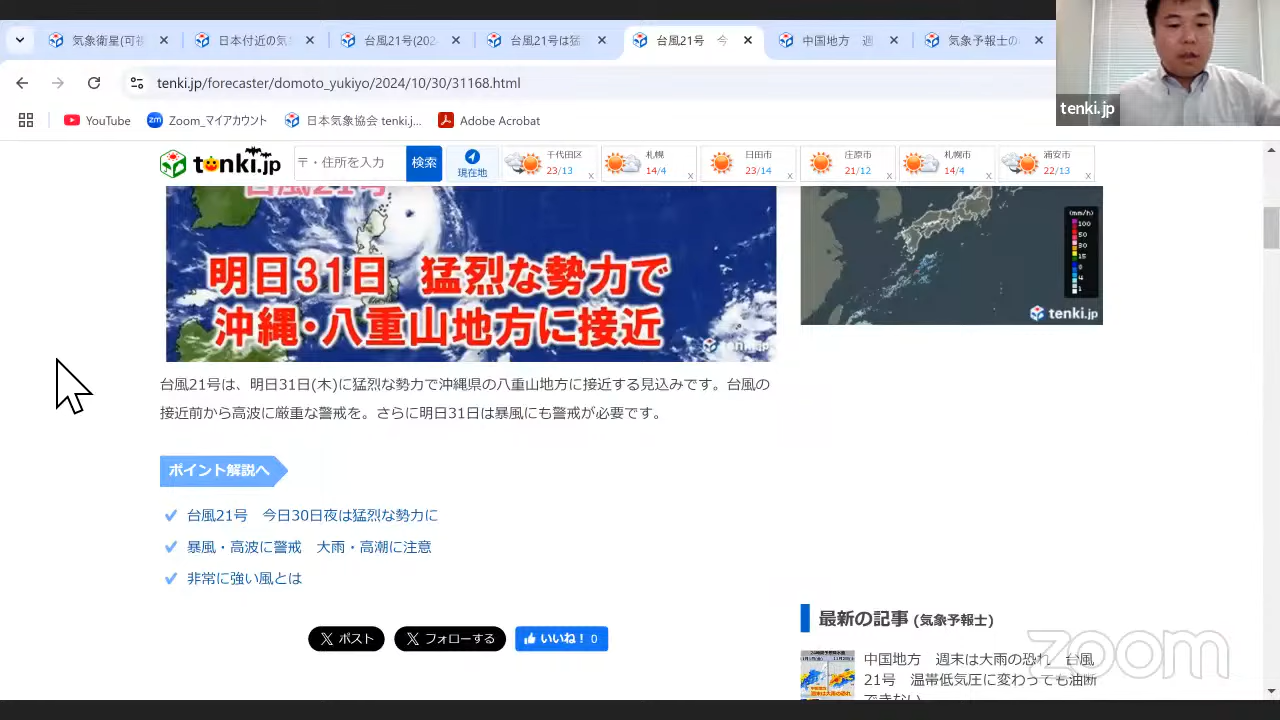 気象衛星(可視
日本付近の気
台風21号(202
台風21号は猛
台風21号 今
中国地方 週
気象予報士の
tenki.jp/forecaster/domoto_yukiyo/2024/10/30/31168.html
tenki.jp
YouTube
Zoom_マイアカウント
Adobe Acrobat
tenki.jp
〒・住所を入力
検索
現在地
千代田区
23/13
x
札幌
14/4
x
日田市
23/14
x
庄原市
21/12
x
札幌市
14/4
x
浦安市
22/13
x
台風21号
明日31日 猛烈な勢力で
沖縄・八重山地方に接近
tenki.jp
(mm/h)
100
50
30
15
8
4
1
tenki.jp
台風21号は、明日31日(木)に猛烈な勢力で沖縄県の八重山地方に接近する見込みです。台風の
接近前から高波に厳重な警戒を。さらに明日31日は暴風にも警戒が必要です。
ポイント解説へ
台風21号 今日30日夜は猛烈な勢力に
暴風・高波に警戒 大雨・高潮に注意
非常に強い風とは
ポスト
フォローする
いいね！ 0
最新の記事 (気象予報士)
中国地方 週末は大雨の恐れ 台風
21号 温帯低気圧に変わっても油断
できない
zoom